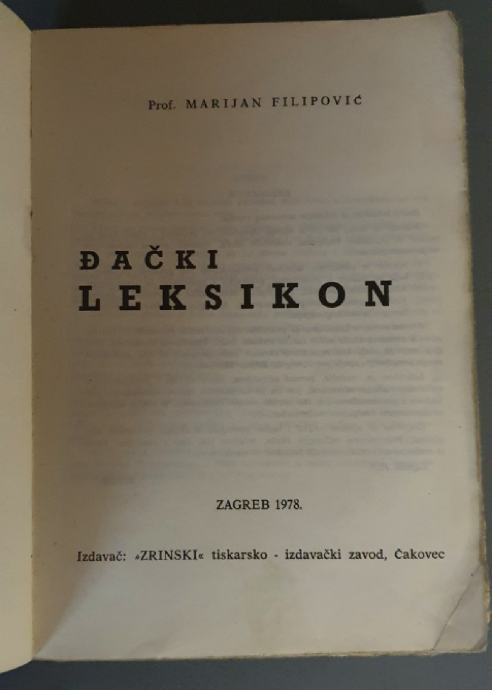 Prof. MARIJAN FILIPOVIĆ
ĐAČKI
LEKSIKON
ZAGREB 1978.
Izdavač: »ZRINSKI« tiskarsko - izdavački zavod, Čakovec